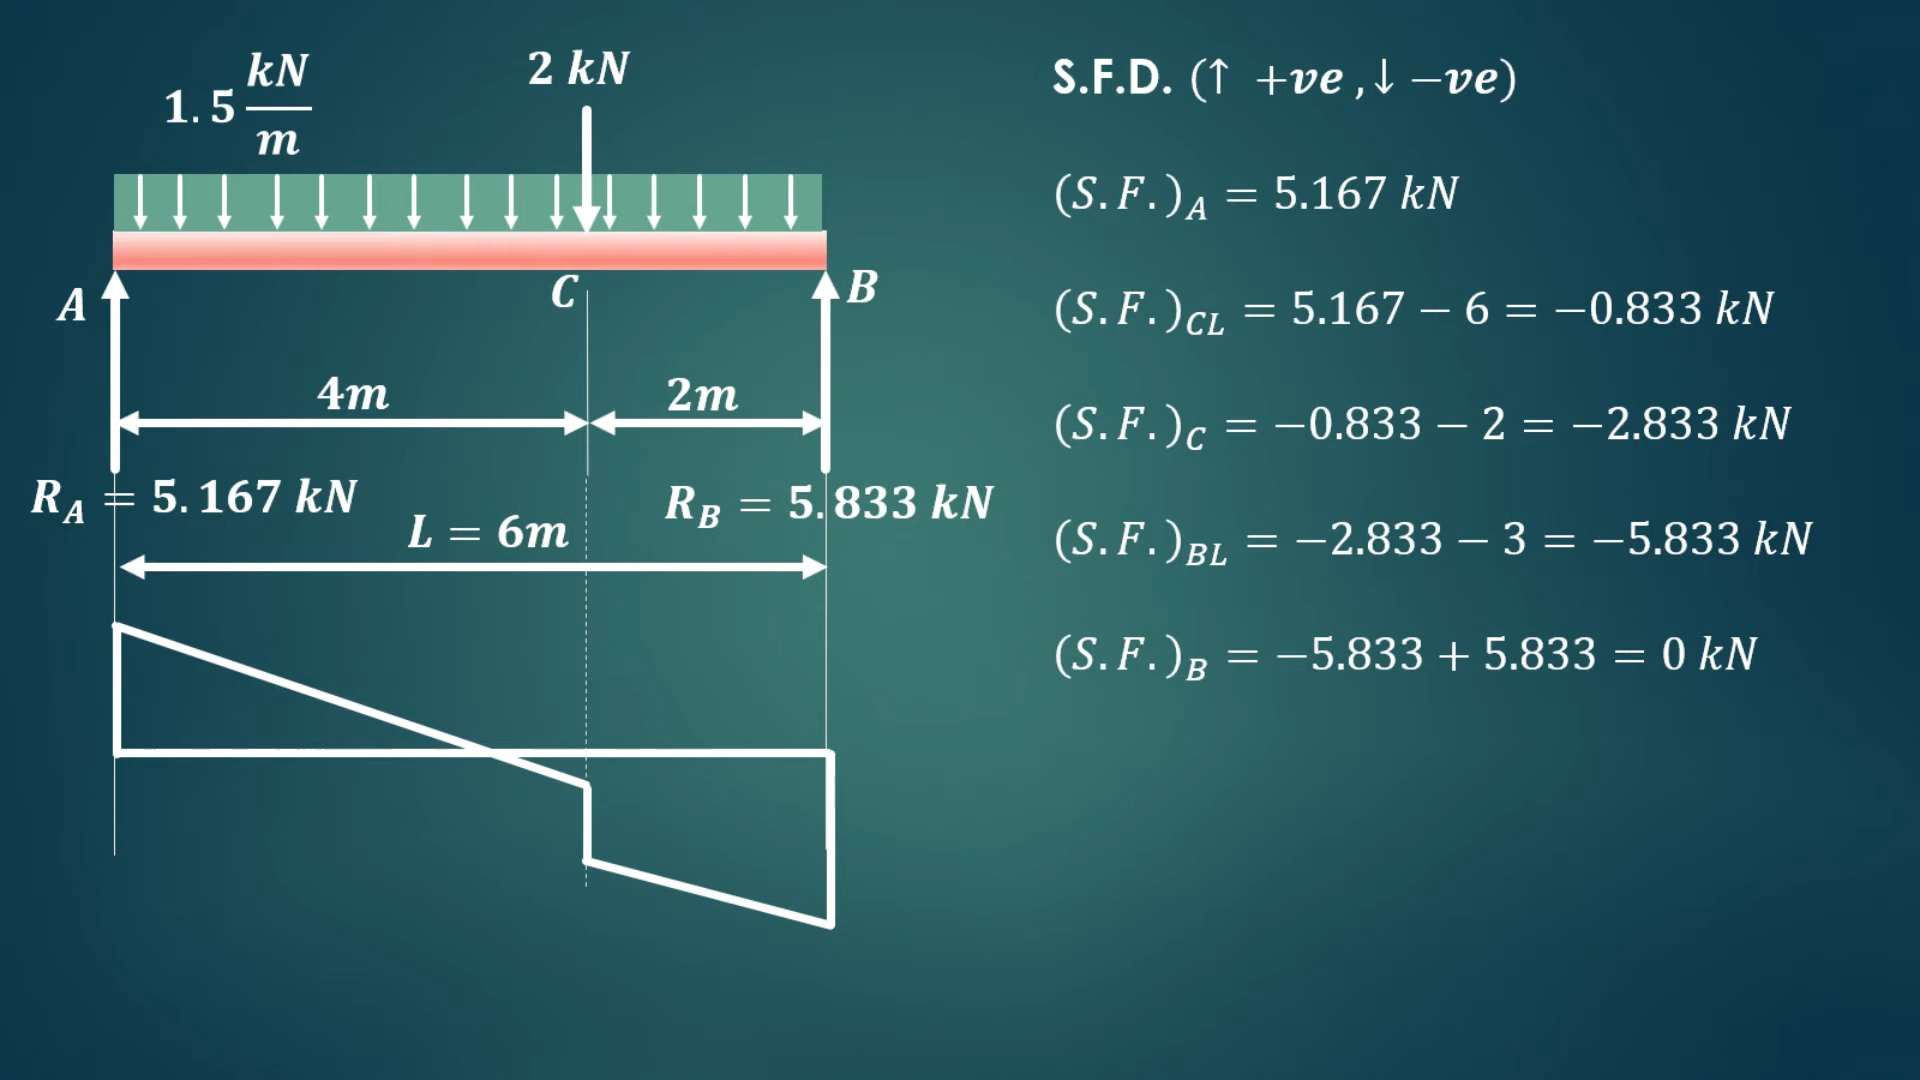 1.5 kN/m
2 kN
A
C
B
4m
2m
R_A = 5.167 kN
R_B = 5.833 kN
L = 6m
S.F.D. (↑ +ve ,↓ −ve)
(S.F.)_A = 5.167 kN
(S.F.)_CL = 5.167 − 6 = −0.833 kN
(S.F.)_C = −0.833 − 2 = −2.833 kN
(S.F.)_BL = −2.833 − 3 = −5.833 kN
(S.F.)_B = −5.833 + 5.833 = 0 kN